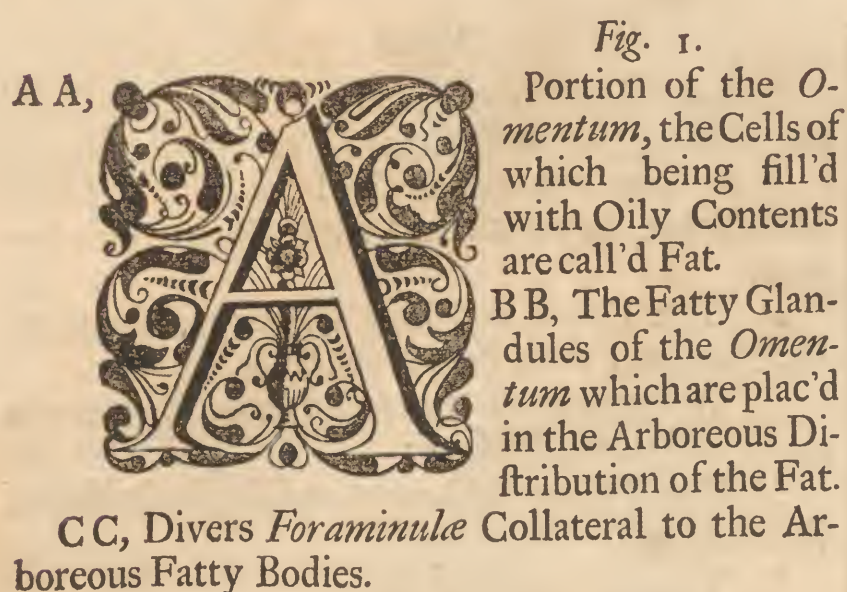 Fig. 1.
A A, A Portion of the O-
mentum, the Cells of
which being fill'd
with Oily Contents
are call'd Fat.
B B, The Fatty Glan-
dules of the Omen-
tum which are plac'd
in the Arboreous Di-
ſtribution of the Fat.
C C, Divers Foraminulæ Collateral to the Ar-
boreous Fatty Bodies.